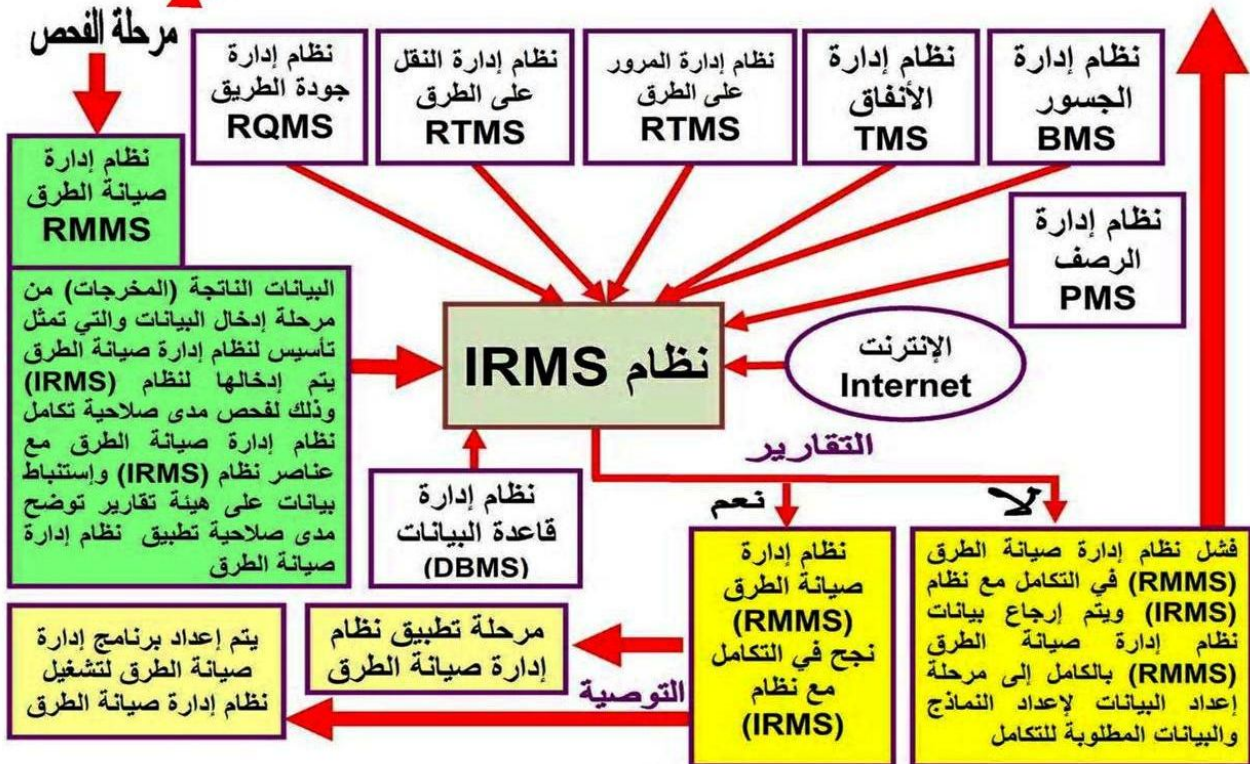 مرحلة الفحص
نظام إدارة
جودة الطريق
RQMS
نظام إدارة النقل
على الطرق
RTMS
نظام إدارة المرور
على الطرق
RTMS
نظام إدارة
الأنفاق
TMS
نظام إدارة
الجسور
BMS
نظام إدارة
صيانة الطرق
RMMS
نظام إدارة
الرصف
PMS
البيانات الناتجة (المخرجات) من
مرحلة إدخال البيانات والتي تمثل
تأسيس لنظام إدارة صيانة الطرق
يتم إدخالها لنظام (IRMS)
وذلك لفحص مدى صلاحية تكامل
نظام إدارة صيانة الطرق مع
عناصر نظام (IRMS) وإستنباط
بيانات على هيئة تقارير توضح
مدى صلاحية تطبيق نظام إدارة
صيانة الطرق
نظام IRMS
الإنترنت
Internet
التقارير
نظام إدارة
قاعدة البيانات
(DBMS)
نعم
لا
نظام إدارة
صيانة الطرق
(RMMS)
نجح في التكامل
مع نظام
(IRMS)
فشل نظام إدارة صيانة الطرق
(RMMS) في التكامل مع نظام
(IRMS) ويتم إرجاع بيانات
نظام إدارة صيانة الطرق
(RMMS) بالكامل إلى مرحلة
إعداد البيانات لإعداد النماذج
والبيانات المطلوبة للتكامل
مرحلة تطبيق نظام
إدارة صيانة الطرق
التوصية
يتم إعداد برنامج إدارة
صيانة الطرق لتشغيل
نظام إدارة صيانة الطرق